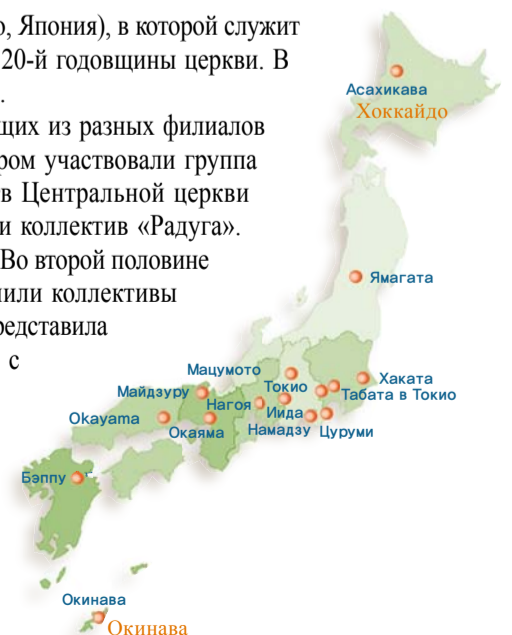 о, Япония), в которой служит
20-й годовщины церкви. В
.
щих из разных филиалов
ром участвовали группа
в Центральной церкви
и коллектив «Радуга».
Во второй половине
или коллективы
редставила
с
Асахикава
Хоккайдо
Ямагата
Мацумото
Токио
Хаката
Майдзуру
Нагоя
Иида
Табата в Токио
Okayama
Окаяма
Намадзу
Цуруми
Бэппу
Окинава
Окинава